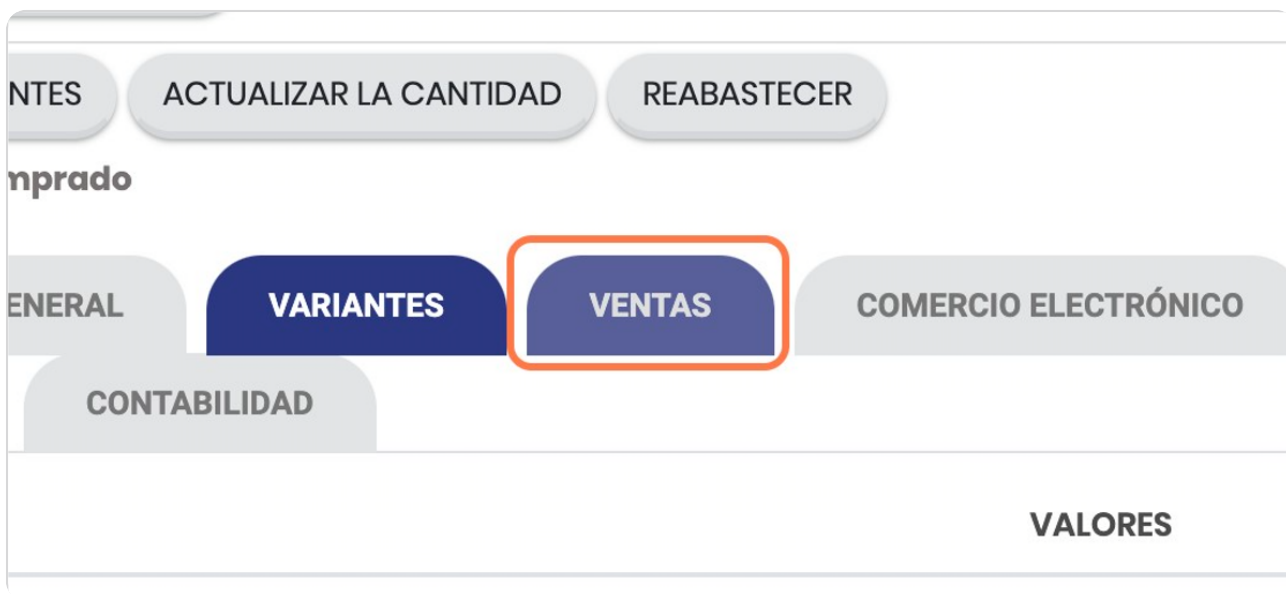 NTES ACTUALIZAR LA CANTIDAD REABASTECER
mprado
ENERAL VARIANTES VENTAS COMERCIO ELECTRÓNICO
CONTABILIDAD
VALORES